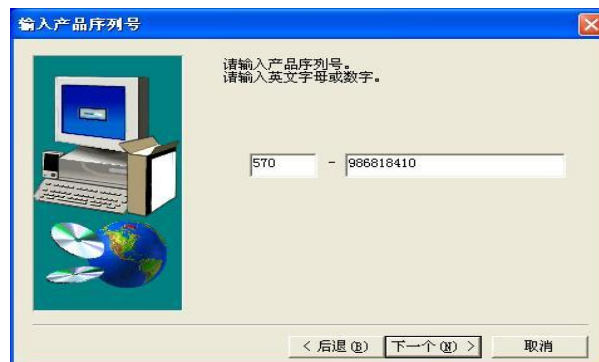 输入产品序列号
请输入产品序列号。
请输入英文字母或数字。
570 - 986818410
< 后退(B) 下一个(N) > 取消